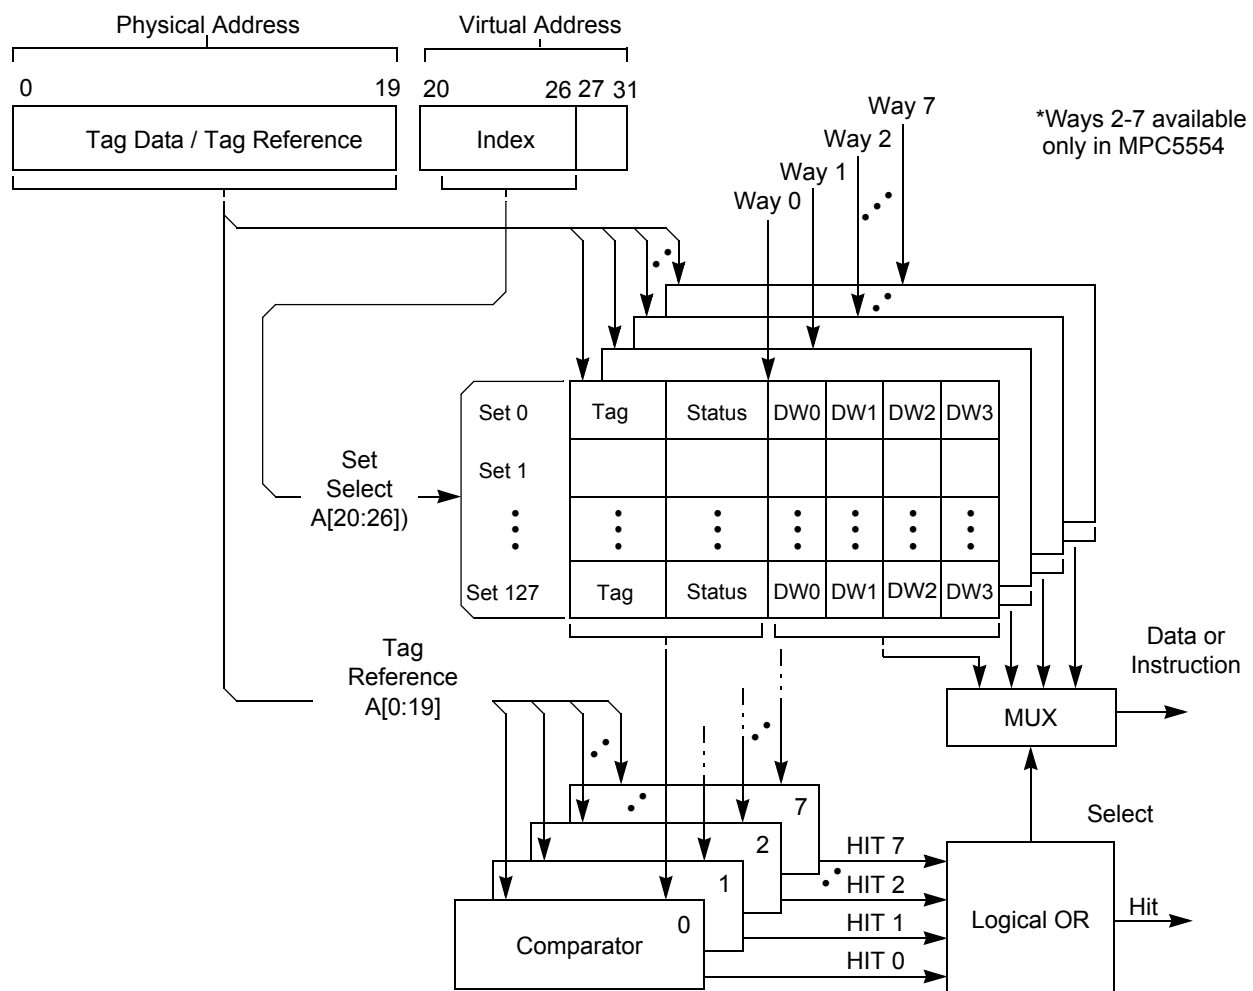 Physical Address
Virtual Address
0
19
20
26
27
31
Tag Data / Tag Reference
Index
Way 7
Way 2
Way 1
Way 0
*Ways 2-7 available
only in MPC5554
Set 0
Tag
Status
DW0
DW1
DW2
DW3
Set 1
Set
Select
A[20:26])
Set 127
Tag
Status
DW0
DW1
DW2
DW3
Tag
Reference
A[0:19]
Data or
Instruction
MUX
Select
7
2
1
0
Comparator
HIT 7
HIT 2
HIT 1
HIT 0
Logical OR
Hit